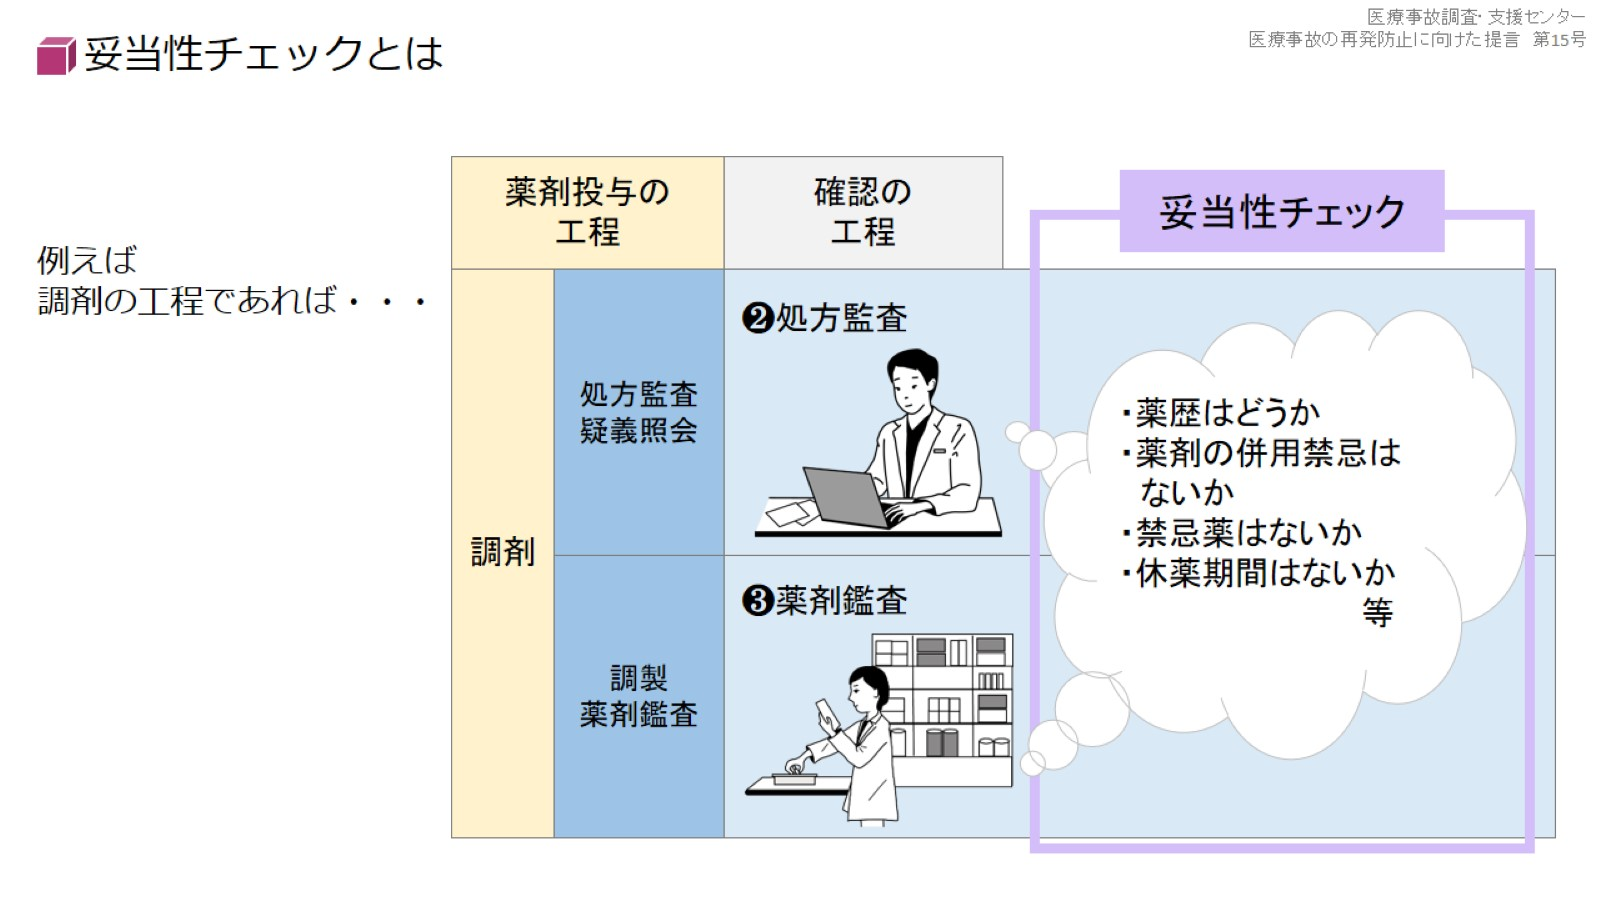 医療事故調査・支援センター
医療事故の再発防止に向けた提言 第15号
妥当性チェックとは
例えば
調剤の工程であれば・・・
薬剤投与の
工程
確認の
工程
妥当性チェック
調剤
処方監査
疑義照会
❷処方監査
・薬歴はどうか
・薬剤の併用禁忌は
ないか
・禁忌薬はないか
・休薬期間はないか
等
調製
薬剤鑑査
❸薬剤鑑査